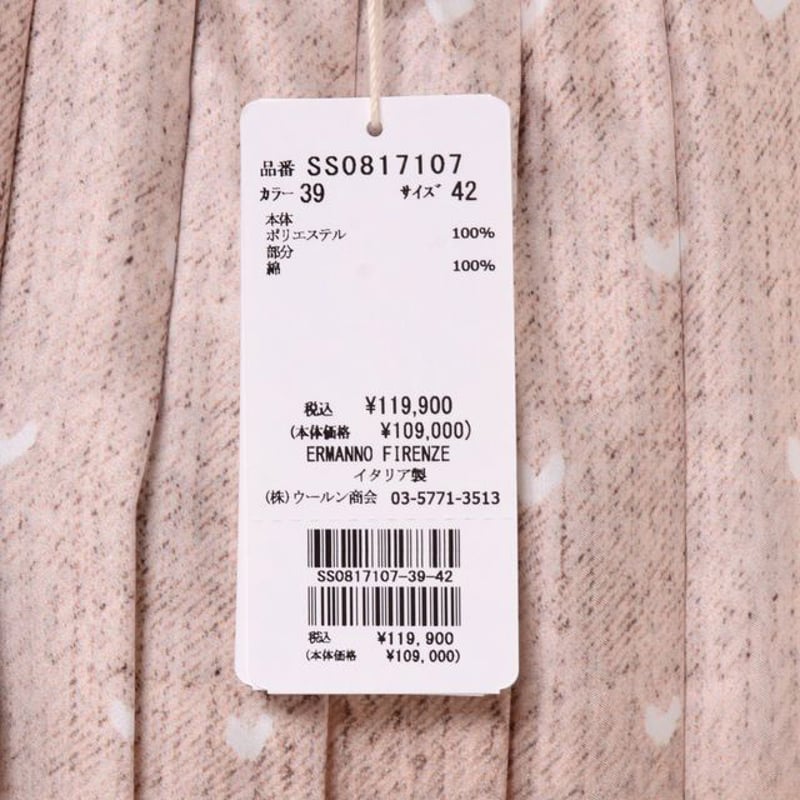 品番 SS0817107
カラー 39 サイズ 42
本体
ポリエステル 100%
部分
綿 100%
税込 ¥119,900
(本体価格 ¥109,000)
ERMANNO FIRENZE
イタリア製
(株)ウールン商会 03-5771-3513
SS0817107-39-42
税込 ¥119,900
(本体価格 ¥109,000)